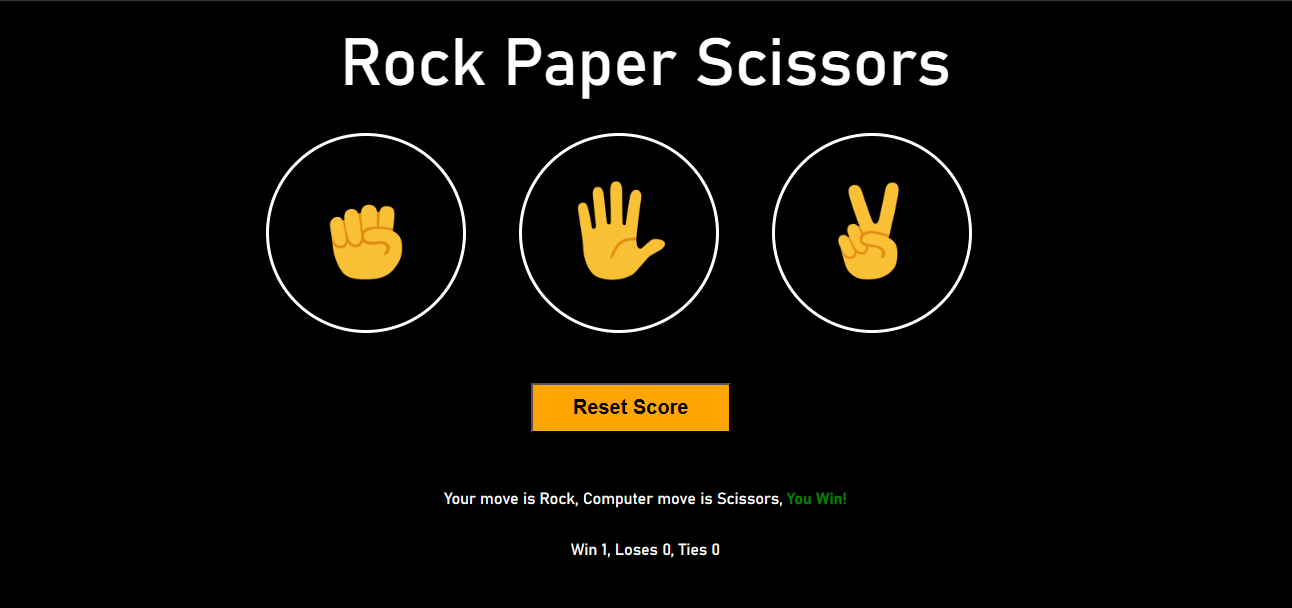 Rock Paper Scissors
Reset Score
Your move is Rock, Computer move is Scissors, You Win!
Win 1, Loses 0, Ties 0